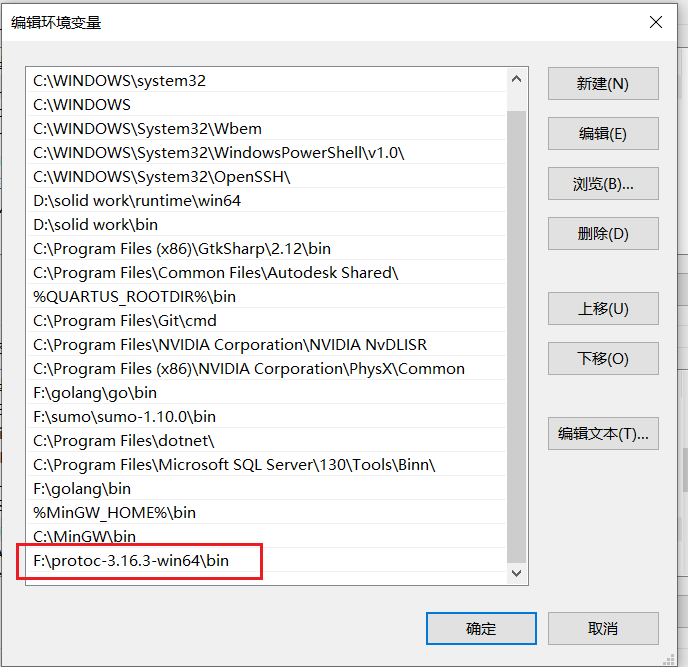 编辑环境变量
C:\WINDOWS\system32
C:\WINDOWS
C:\WINDOWS\System32\Wbem
C:\WINDOWS\System32\WindowsPowerShell\v1.0\
C:\WINDOWS\System32\OpenSSH\
D:\solid work\runtime\win64
D:\solid work\bin
C:\Program Files (x86)\GtkSharp\2.12\bin
C:\Program Files\Common Files\Autodesk Shared\
%QUARTUS_ROOTDIR%\bin
C:\Program Files\Git\cmd
C:\Program Files\NVIDIA Corporation\NVIDIA NvDLISR
C:\Program Files (x86)\NVIDIA Corporation\PhysX\Common
F:\golang\go\bin
F:\sumo\sumo-1.10.0\bin
C:\Program Files\dotnet\
C:\Program Files\Microsoft SQL Server\130\Tools\Binn\
F:\golang\bin
%MinGW_HOME%\bin
C:\MinGW\bin
F:\protoc-3.16.3-win64\bin
新建(N)
编辑(E)
浏览(B)...
删除(D)
上移(U)
下移(O)
编辑文本(T)...
确定
取消